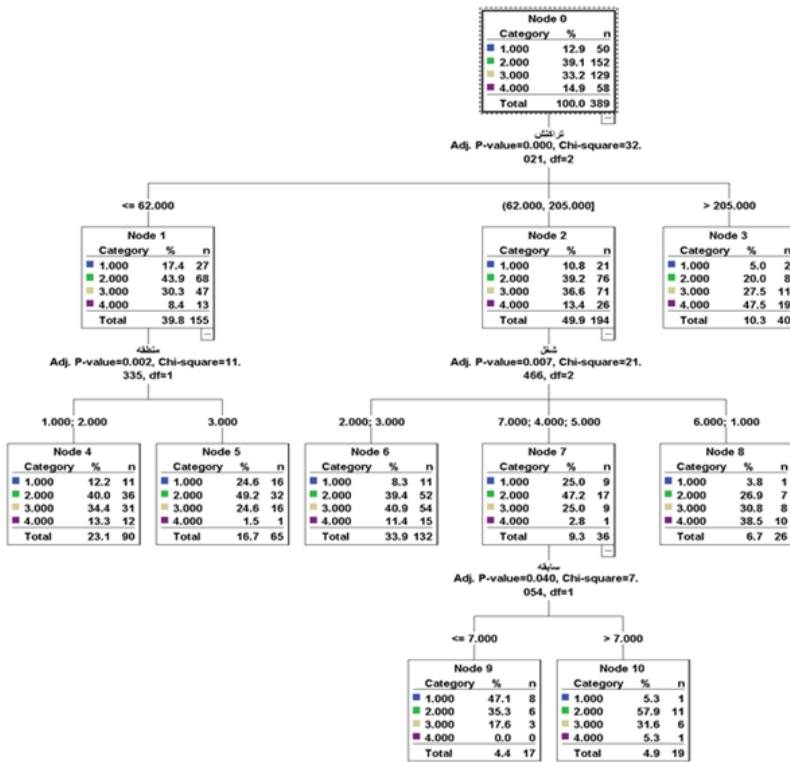 Node 0
Category % n
1.000 12.9 50
2.000 39.1 152
3.000 33.2 129
4.000 14.9 58
Total 100.0 389
تراکنش
Adj. P-value=0.000, Chi-square=32.
021, df=2
<= 62.000
(62.000, 205.000]
> 205.000
Node 1
Category % n
1.000 17.4 27
2.000 43.9 68
3.000 30.3 47
4.000 8.4 13
Total 39.8 155
Node 2
Category % n
1.000 10.8 21
2.000 39.2 76
3.000 36.6 71
4.000 13.4 26
Total 49.9 194
Node 3
Category % n
1.000 5.0 2
2.000 20.0 8
3.000 27.5 11
4.000 47.5 19
Total 10.3 40
منطقه
Adj. P-value=0.002, Chi-square=11.
335, df=1
شغل
Adj. P-value=0.007, Chi-square=21.
466, df=2
1.000; 2.000
3.000
2.000; 3.000
7.000; 4.000; 5.000
6.000; 1.000
Node 4
Category % n
1.000 12.2 11
2.000 40.0 36
3.000 34.4 31
4.000 13.3 12
Total 23.1 90
Node 5
Category % n
1.000 24.6 16
2.000 49.2 32
3.000 24.6 16
4.000 1.5 1
Total 16.7 65
Node 6
Category % n
1.000 8.3 11
2.000 39.4 52
3.000 40.9 54
4.000 11.4 15
Total 33.9 132
Node 7
Category % n
1.000 25.0 9
2.000 47.2 17
3.000 25.0 9
4.000 2.8 1
Total 9.3 36
Node 8
Category % n
1.000 3.8 1
2.000 26.9 7
3.000 30.8 8
4.000 38.5 10
Total 6.7 26
سابقه
Adj. P-value=0.040, Chi-square=7.
054, df=1
<= 7.000
> 7.000
Node 9
Category % n
1.000 47.1 8
2.000 35.3 6
3.000 17.6 3
4.000 0.0 0
Total 4.4 17
Node 10
Category % n
1.000 5.3 1
2.000 57.9 11
3.000 31.6 6
4.000 5.3 1
Total 4.9 19